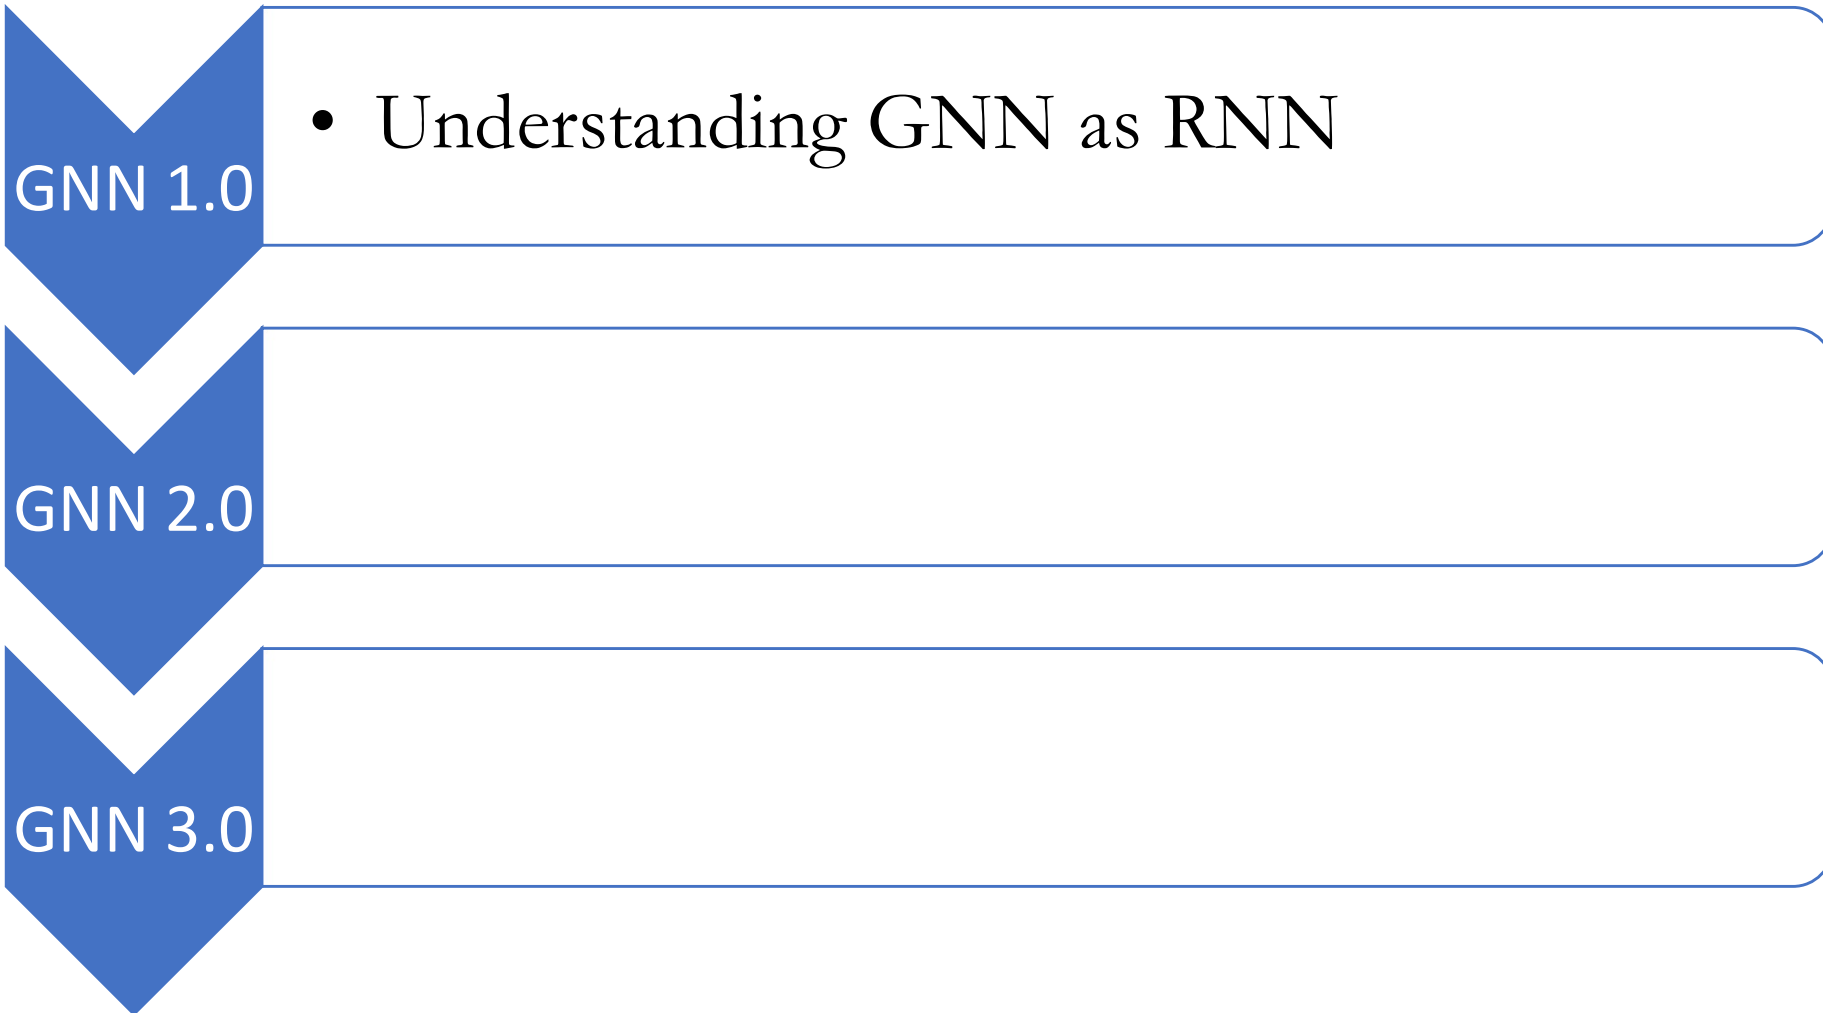 GNN 1.0
• Understanding GNN as RNN
GNN 2.0
GNN 3.0